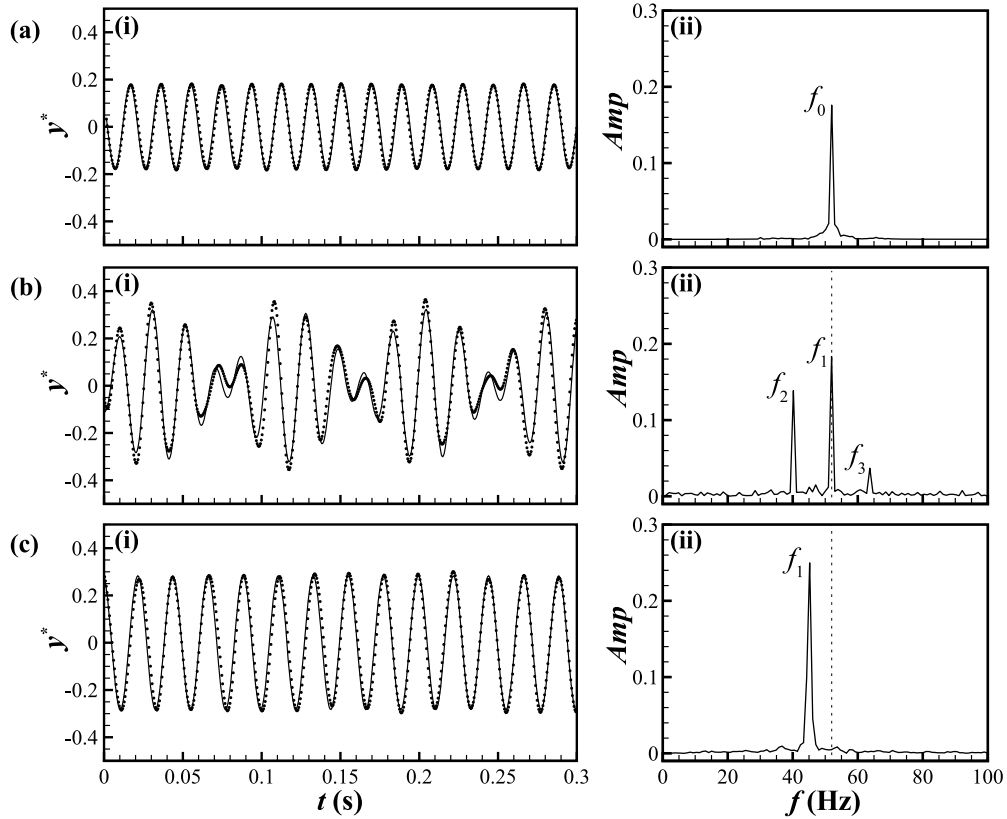 (a)
(i)
0.4
0.2
0
-0.2
-0.4
y*
(ii)
0.3
0.2
0.1
0
Amp
f0
(b)
(i)
0.4
0.2
0
-0.2
-0.4
y*
(ii)
0.3
0.2
0.1
0
Amp
f1
f2
f3
(c)
(i)
0.4
0.2
0
-0.2
-0.4
y*
0 0.05 0.1 0.15 0.2 0.25 0.3
t (s)
(ii)
0.3
0.2
0.1
0
Amp
f1
0 20 40 60 80 100
f (Hz)